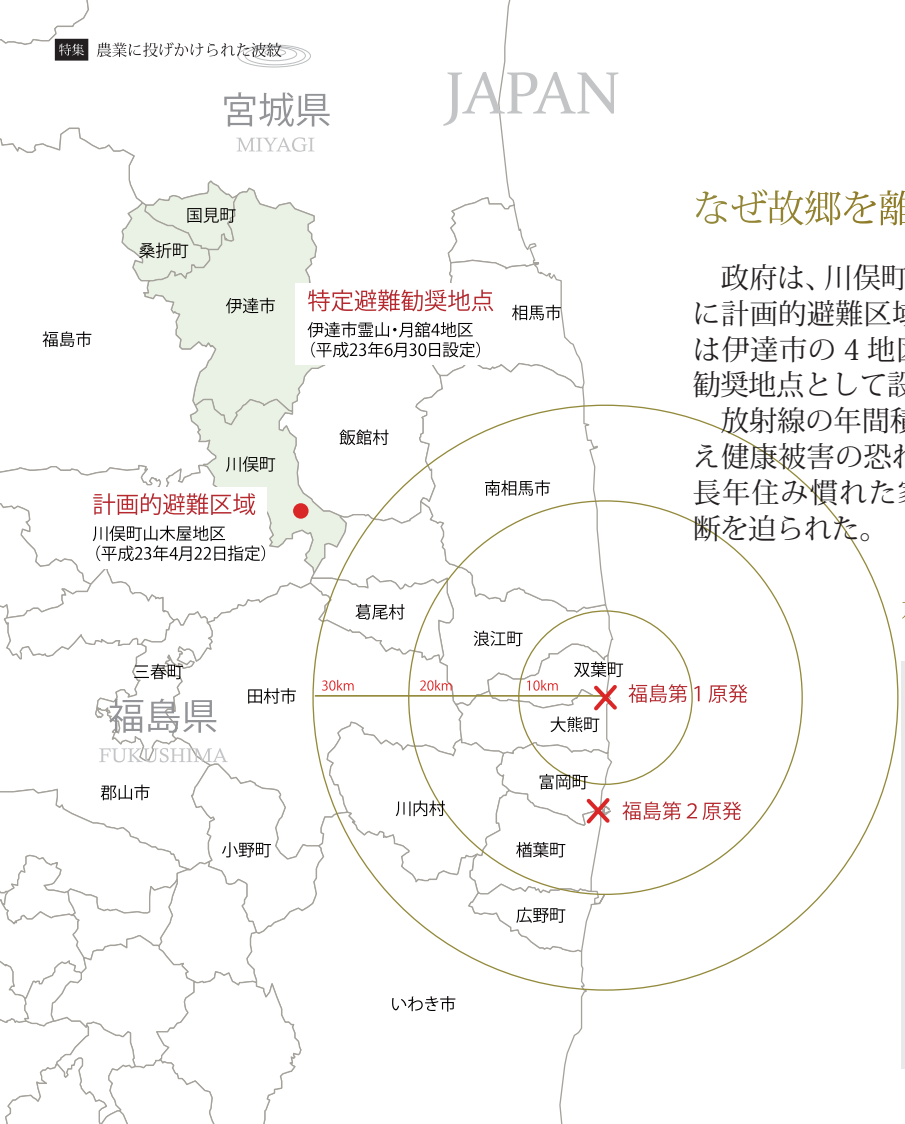 特集 農業に投げかけられた波紋
JAPAN
宮城県
MIYAGI
なぜ故郷を離
国見町
桑折町
伊達市
福島市
特定避難勧奨地点
伊達市霊山・月舘4地区
（平成23年6月30日設定）
相馬市
政府は、川俣町
に計画的避難区域
は伊達市の４地区
勧奨地点として設
放射線の年間積
え健康被害の恐れ
長年住み慣れた家
断を迫られた。
飯館村
川俣町
南相馬市
計画的避難区域
川俣町山木屋地区
（平成23年4月22日指定）
葛尾村
浪江町
三春町
双葉町
田村市
30km
20km
10km
福島第１原発
福島県
FUKUSHIMA
大熊町
富岡町
郡山市
川内村
福島第２原発
小野町
楢葉町
広野町
いわき市